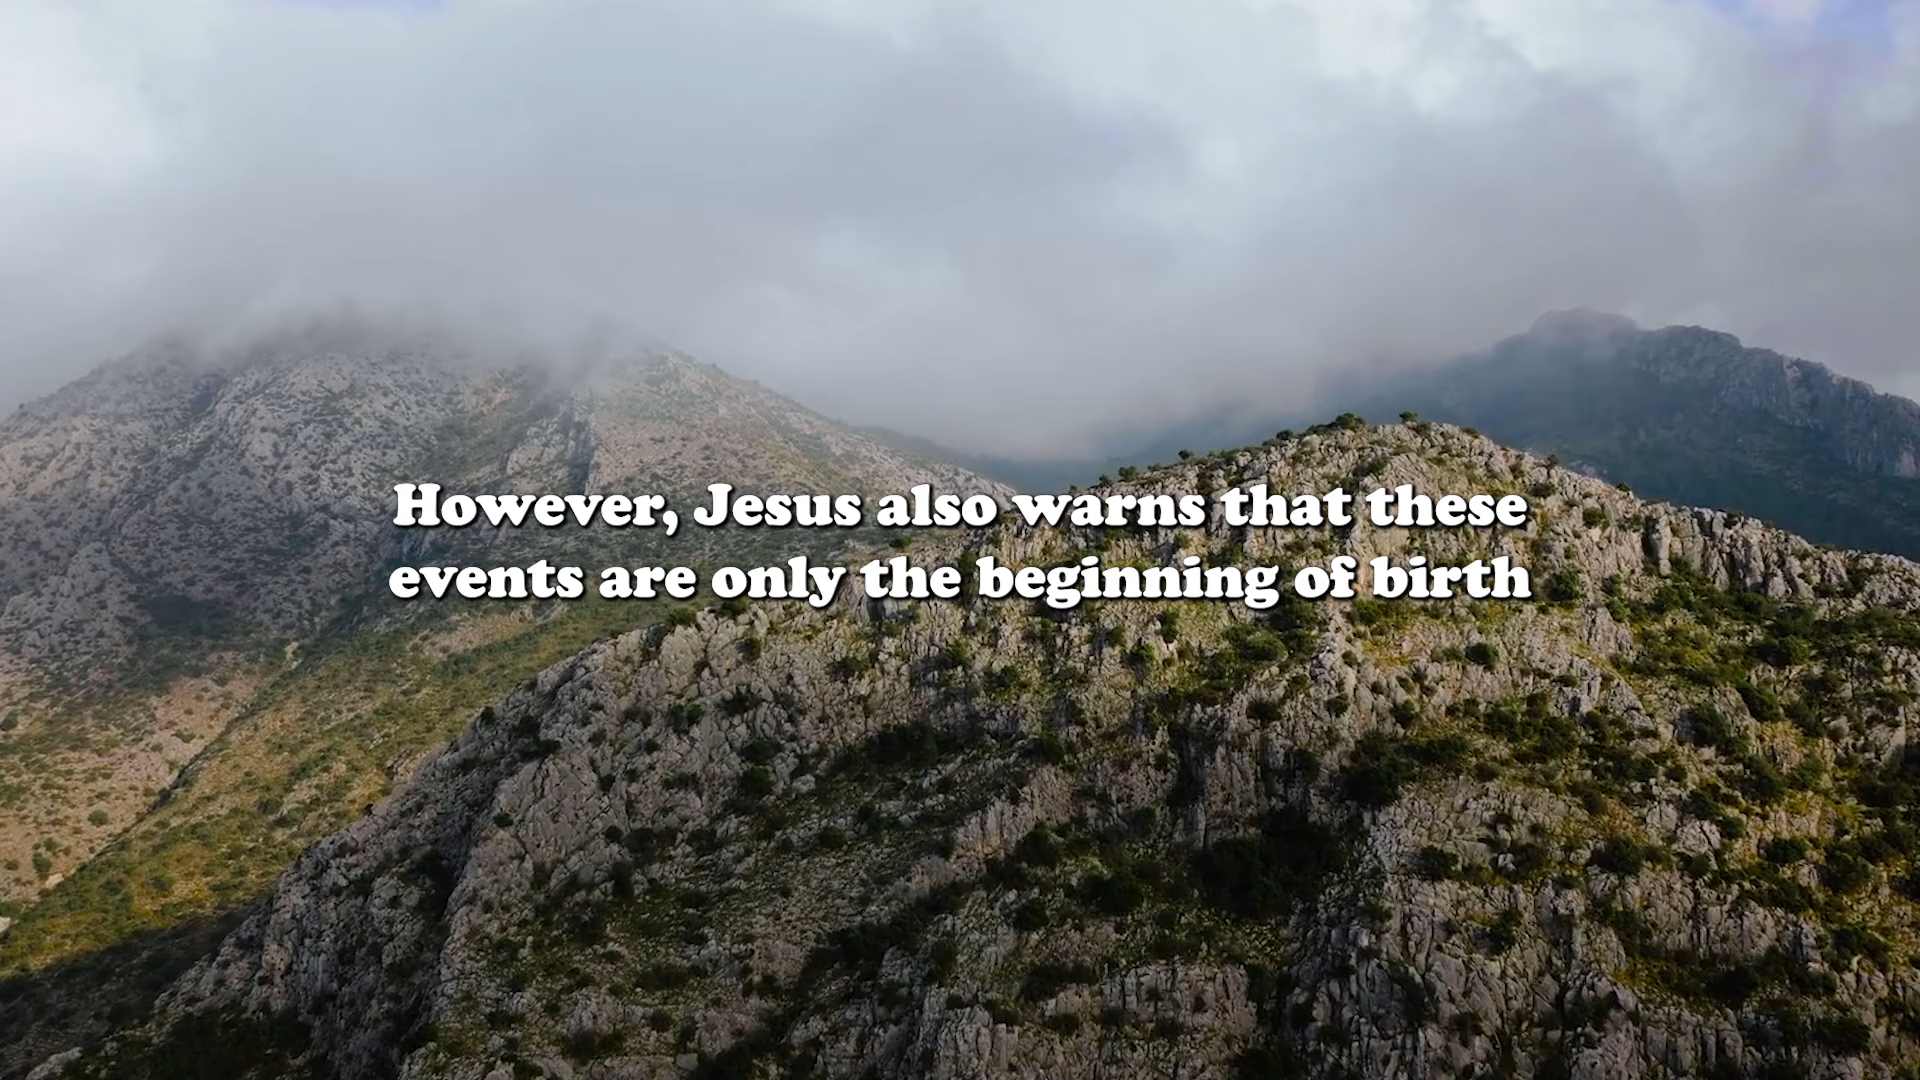 However, Jesus also warns that these
events are only the beginning of birth